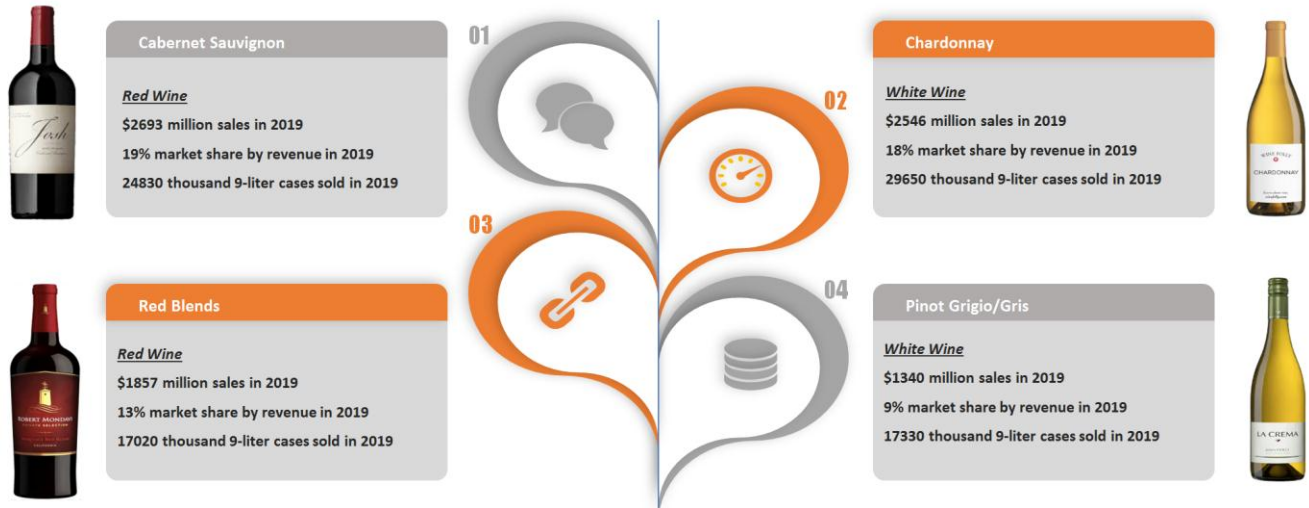 Cabernet Sauvignon
Red Wine
$2693 million sales in 2019
19% market share by revenue in 2019
24830 thousand 9-liter cases sold in 2019
01
Josh
02
Chardonnay
White Wine
$2546 million sales in 2019
18% market share by revenue in 2019
29650 thousand 9-liter cases sold in 2019
WINE FOLLY
CHARDONNAY
03
Red Blends
Red Wine
$1857 million sales in 2019
13% market share by revenue in 2019
17020 thousand 9-liter cases sold in 2019
ROBERT MONDAVI
PRIVATE SELECTION
04
Pinot Grigio/Gris
White Wine
$1340 million sales in 2019
9% market share by revenue in 2019
17330 thousand 9-liter cases sold in 2019
LA CREMA